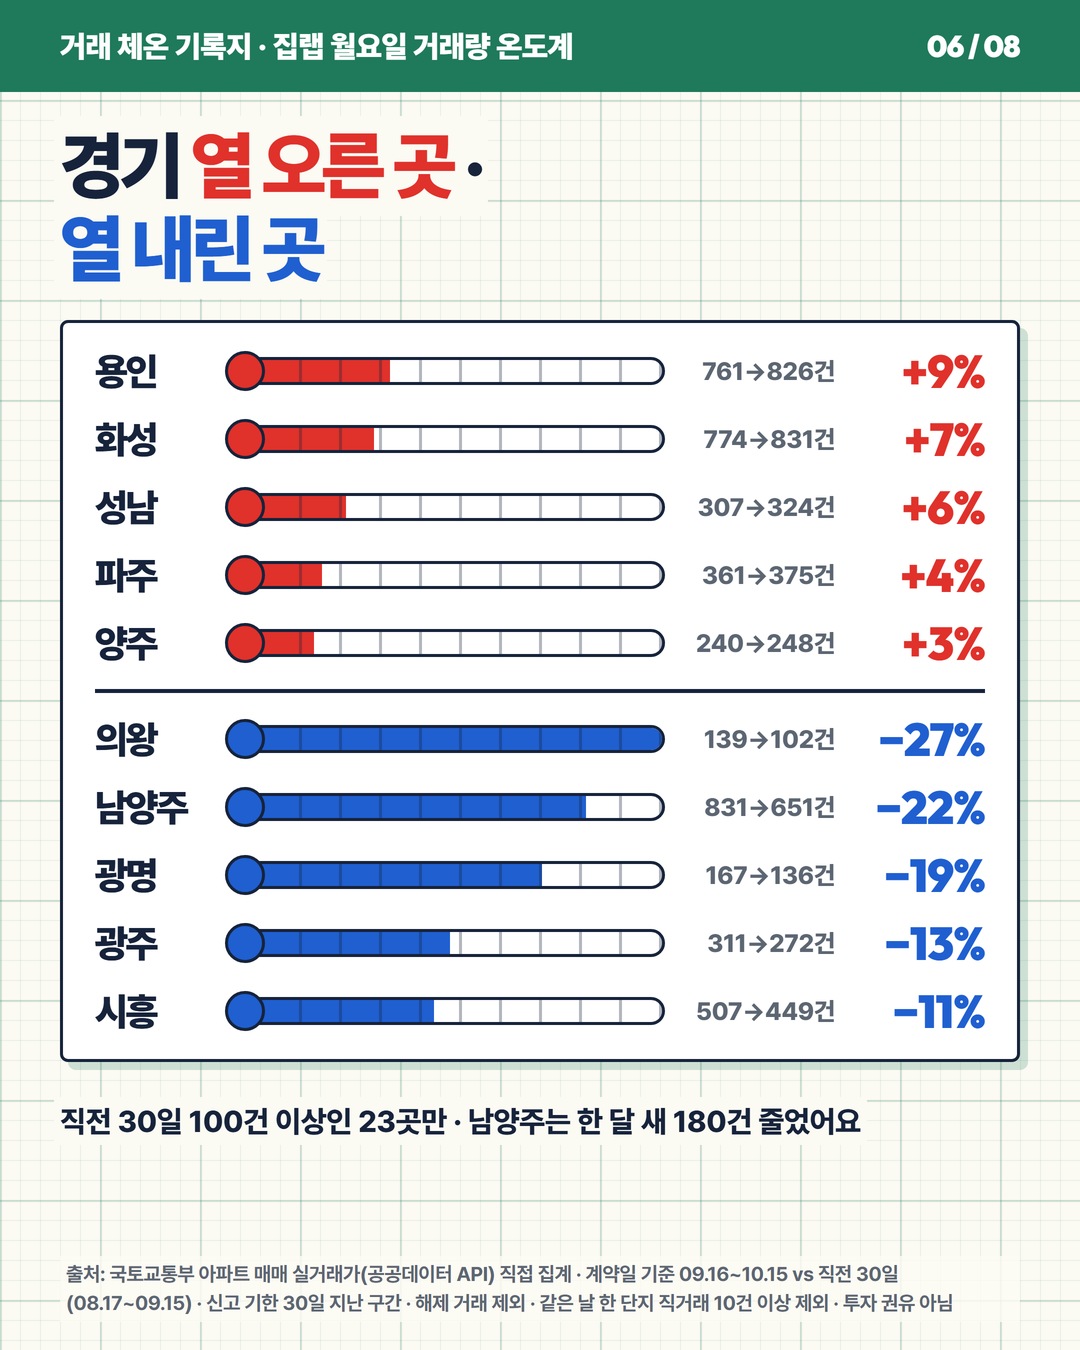 거래 체온 기록지 · 집랩 월요일 거래량 온도계 06 / 08
경기 열 오른 곳 ·
열 내린 곳
용인 761→826건 +9%
화성 774→831건 +7%
성남 307→324건 +6%
파주 361→375건 +4%
양주 240→248건 +3%
의왕 139→102건 −27%
남양주 831→651건 −22%
광명 167→136건 −19%
광주 311→272건 −13%
시흥 507→449건 −11%
직전 30일 100건 이상인 23곳만 · 남양주는 한 달 새 180건 줄었어요
출처: 국토교통부 아파트 매매 실거래가(공공데이터 API) 직접 집계 · 계약일 기준 09.16~10.15 vs 직전 30일
(08.17~09.15) · 신고 기한 30일 지난 구간 · 해제 거래 제외 · 같은 날 한 단지 직거래 10건 이상 제외 · 투자 권유 아님